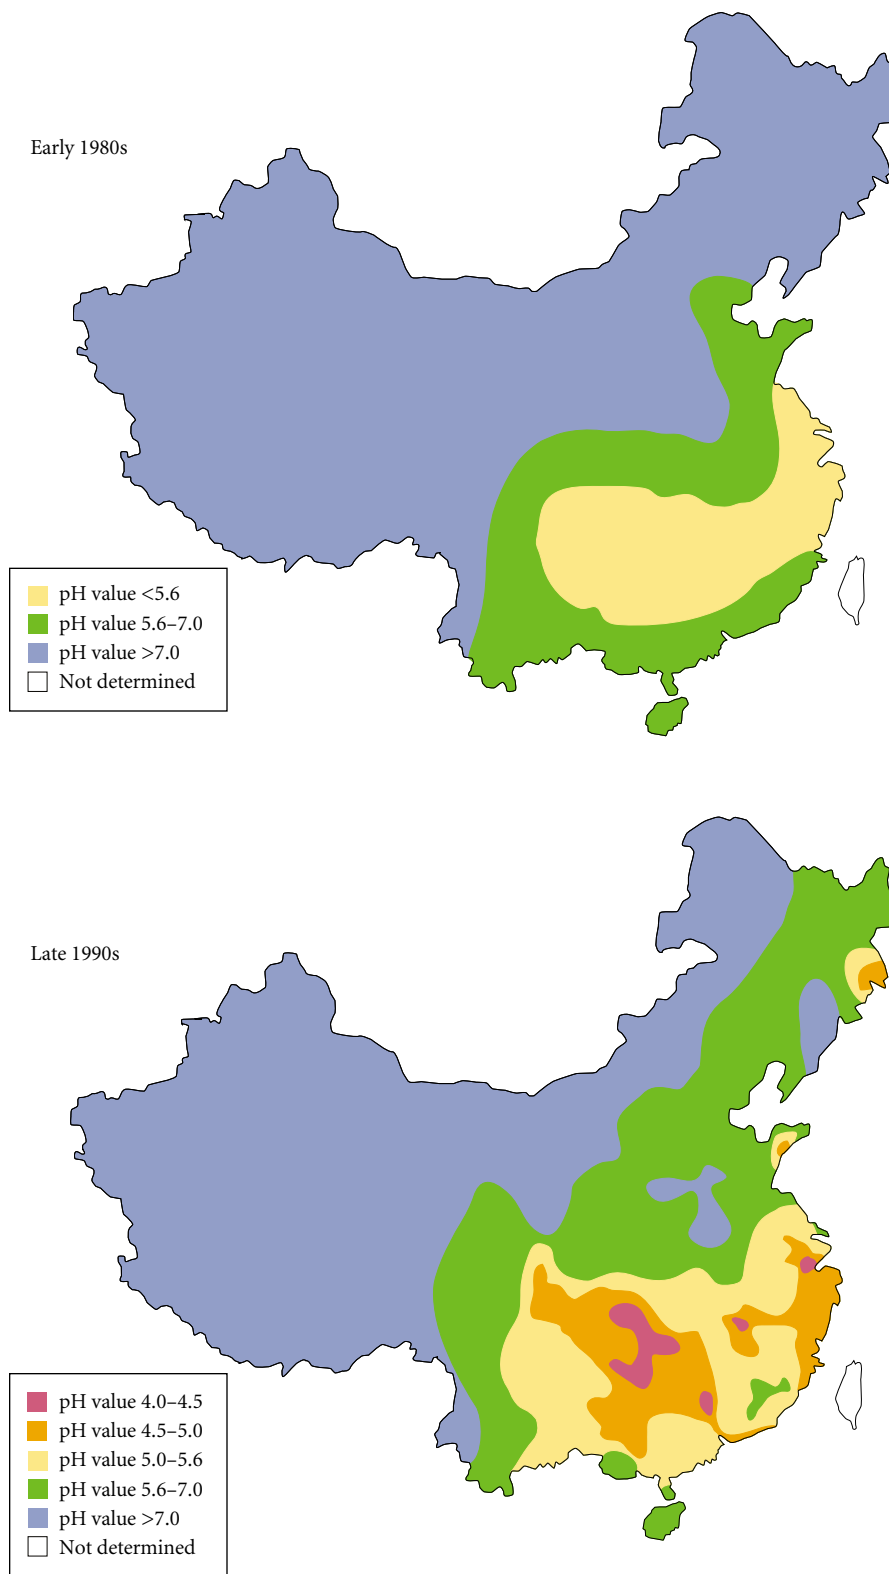 Early 1980s
pH value <5.6
pH value 5.6–7.0
pH value >7.0
Not determined
Late 1990s
pH value 4.0–4.5
pH value 4.5–5.0
pH value 5.0–5.6
pH value 5.6–7.0
pH value >7.0
Not determined